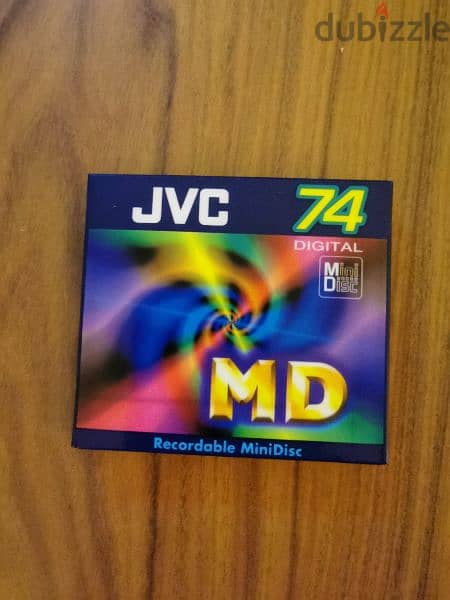 dubizzle
JVC 74
DIGITAL
Mini
Disc
MD
Recordable MiniDisc